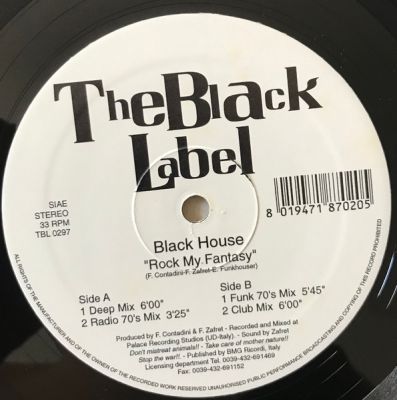 The Black
Label
SIAE
STEREO
33 RPM
TBL 0297
8 019471 870205
Black House
"Rock My Fantasy"
(F. Contadini-F. Zafret-E. Funkhouser)
Side A
1 Deep Mix 6'00"
2 Radio 70's Mix 3'25"
Side B
1 Funk 70's Mix 5'45"
2 Club Mix 6'00"
Produced by F. Contadini & F. Zafret - Recorded and Mixed at
Palace Recording Studios (UD-Italy). - Sound by Zafret
Don't mistreat animals!! - Take care of mother nature!!
Stop the war!!. - Published by BMG Ricordi, Italy
Licensing department Tel. 0039-432-691469
Fax: 0039-432-691152
ALL RIGHTS OF THE MANUFACTURER AND OF THE OWNER OF THE RECORDED WORK RESERVED UNAUTHORISED PUBLIC PERFORMANCE BROADCASTING AND COPYING OF THIS RECORD PROHIBITED